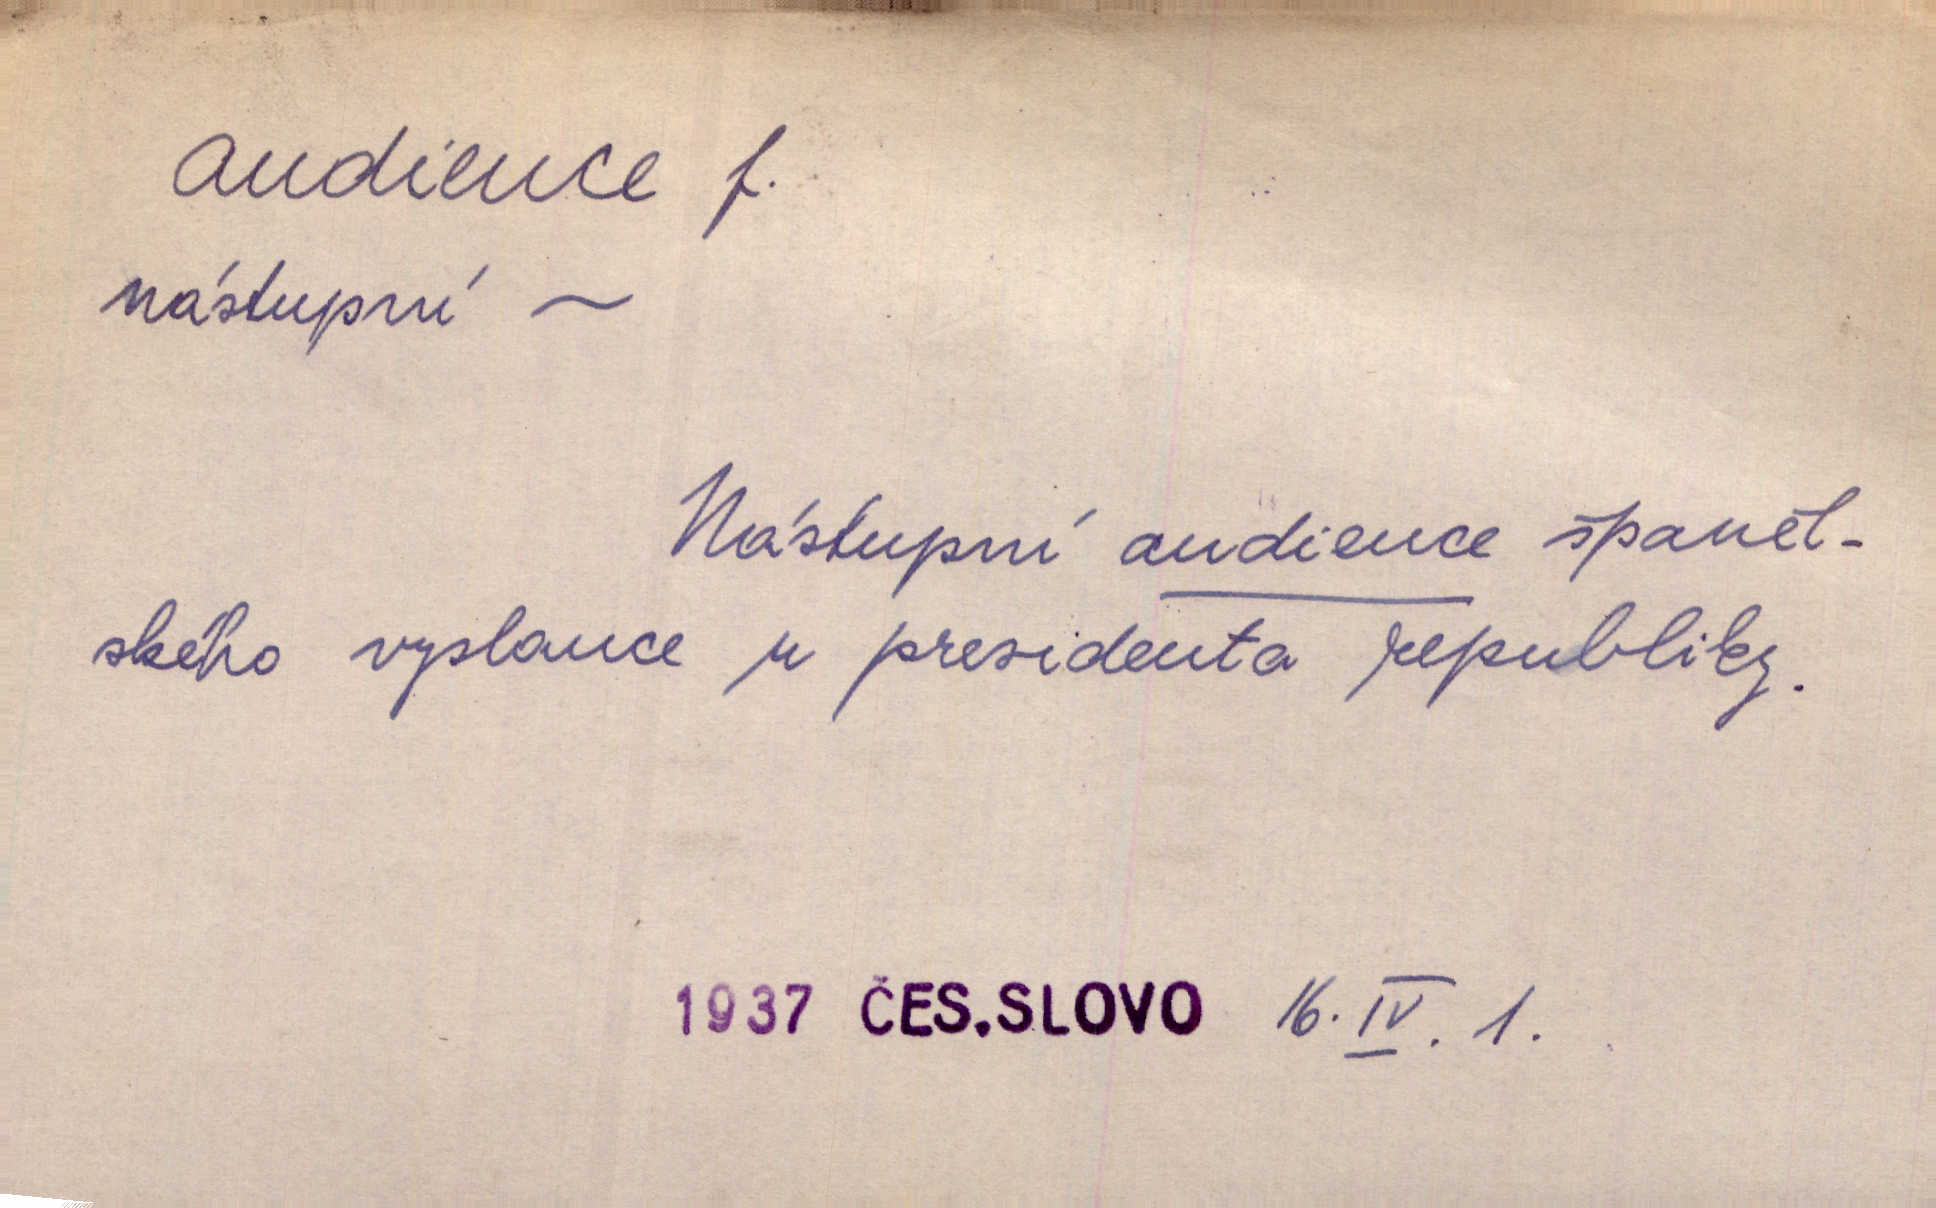 audience f.
nástupní ~
Nástupní audience španěl-
ského vyslance u presidenta republiky.
1937 ČES.SLOVO 16. IV. 1.